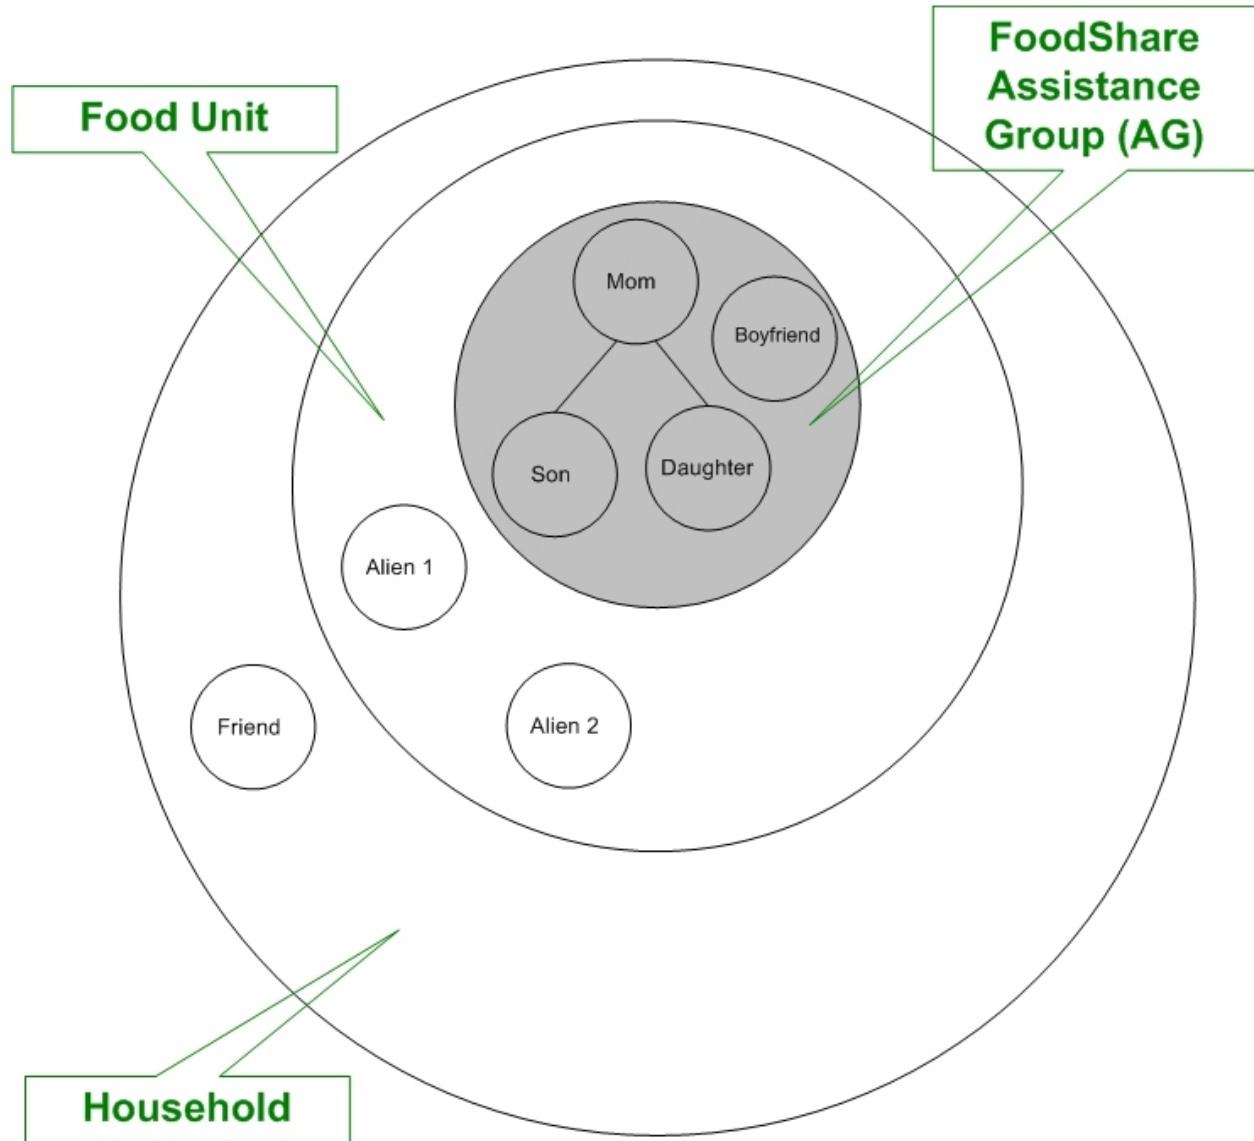 FoodShare
Assistance
Group (AG)
Food Unit
Mom
Boyfriend
Son
Daughter
Alien 1
Friend
Alien 2
Household